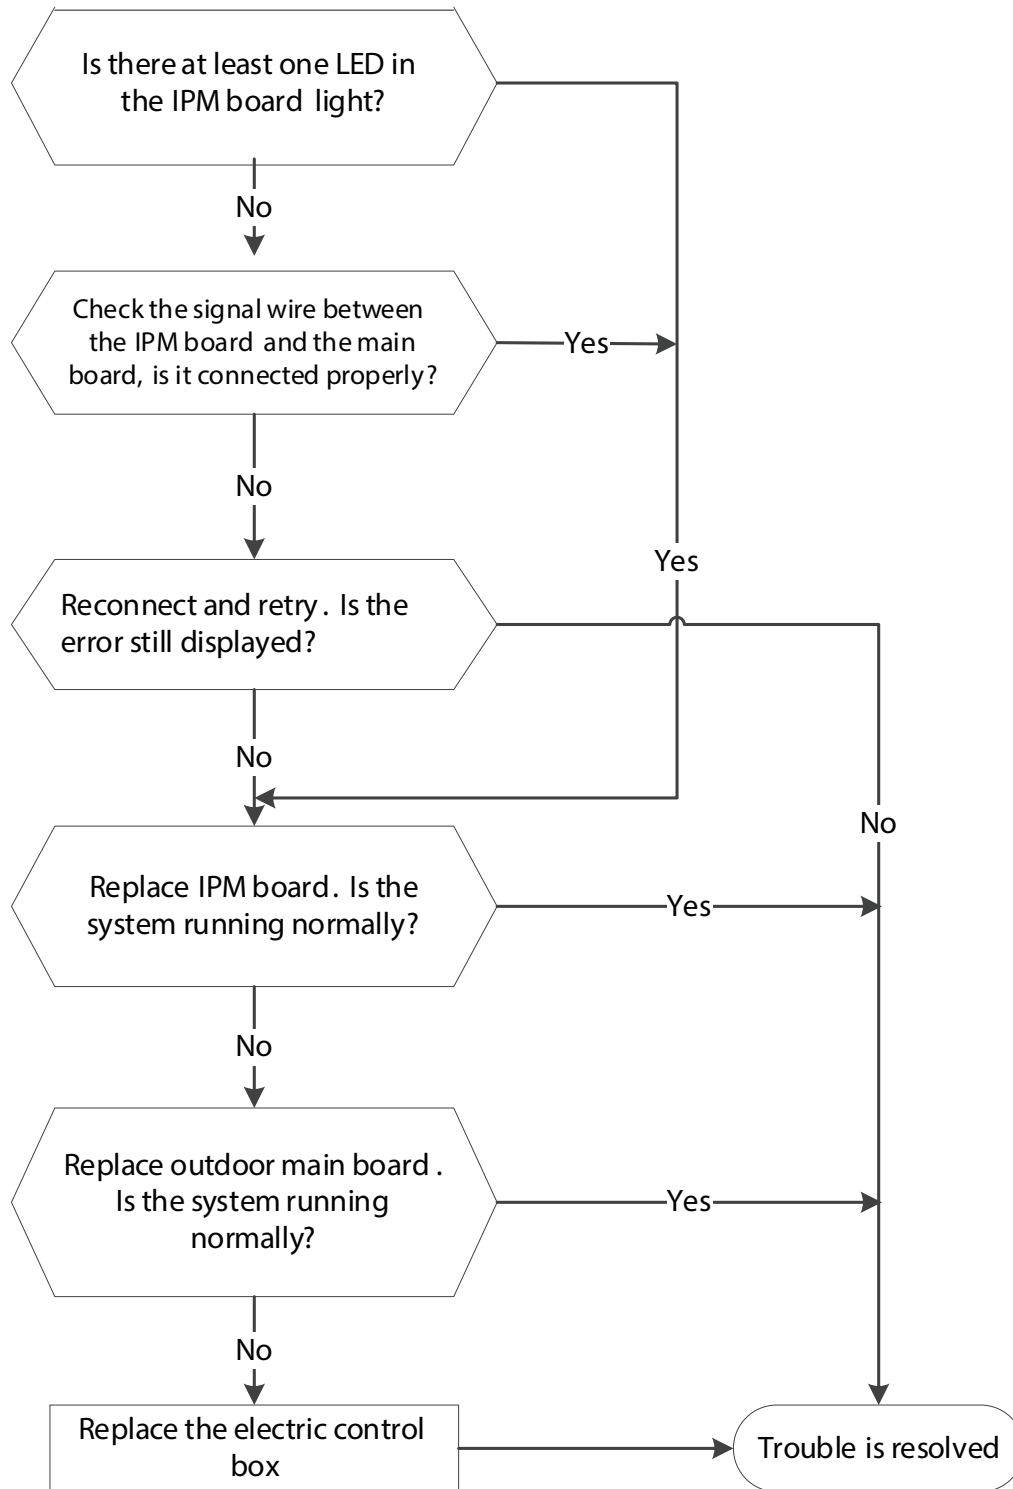 Is there at least one LED in
the IPM board light?
No
Check the signal wire between
the IPM board and the main
board, is it connected properly?
Yes
No
Yes
Reconnect and retry. Is the
error still displayed?
No
No
Replace IPM board. Is the
system running normally?
Yes
No
Replace outdoor main board.
Is the system running
normally?
Yes
No
Replace the electric control
box
Trouble is resolved